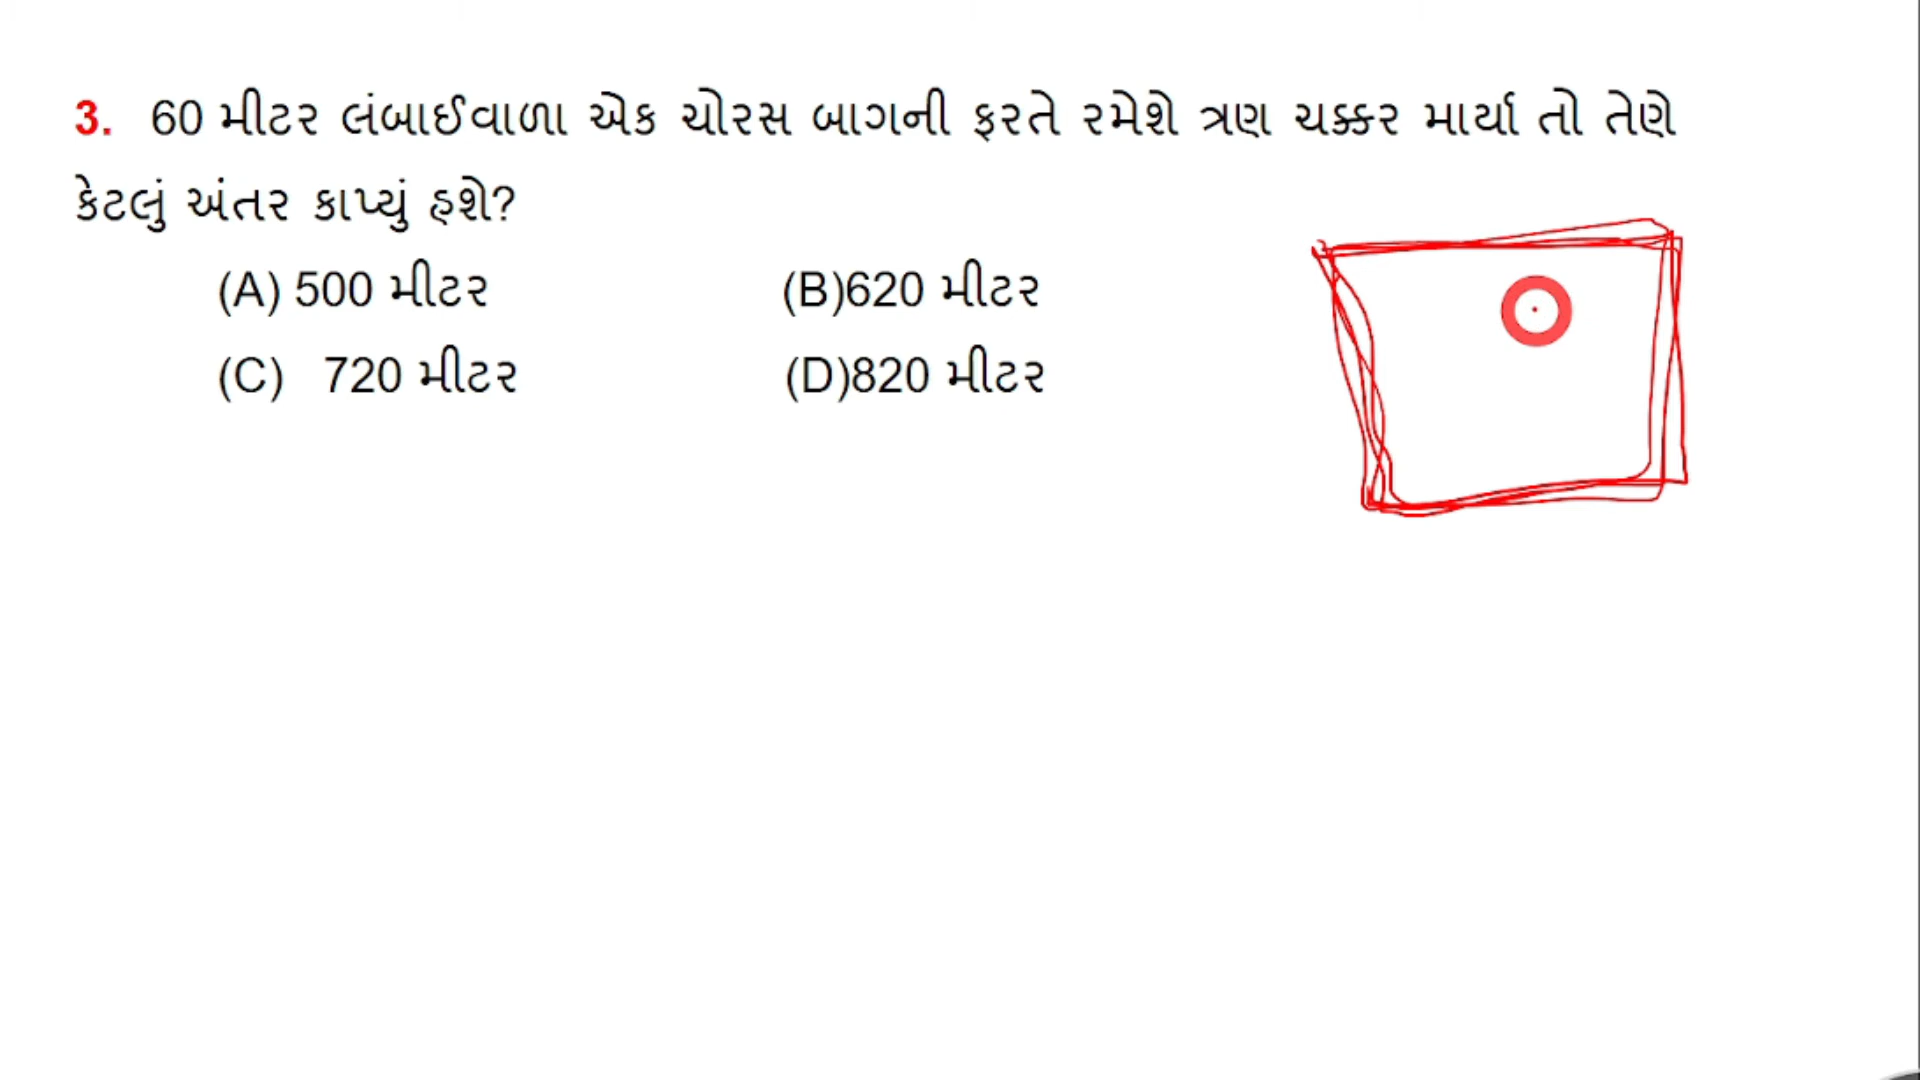 3. 60 મીટર લંબાઈવાળા એક ચોરસ બાગની ફરતે રમેશે ત્રણ ચક્કર માર્યા તો તેણે
કેટલું અંતર કાપ્યું હશે?
(A) 500 મીટર (B)620 મીટર
(C) 720 મીટર (D)820 મીટર